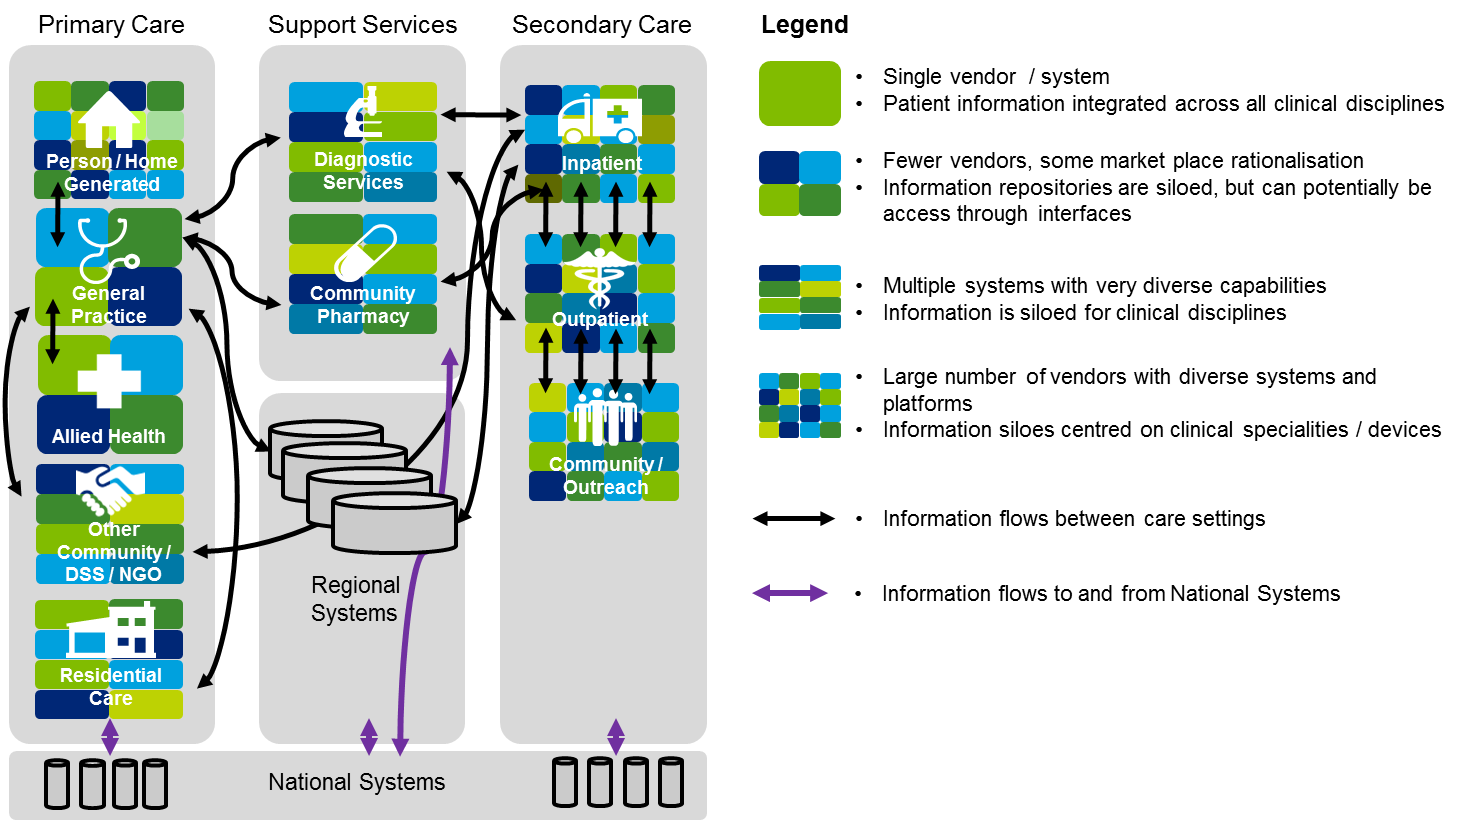 Primary Care
Support Services
Secondary Care
Person / Home
Generated
General
Practice
Allied Health
Other
Community /
DSS / NGO
Residential
Care
Diagnostic
Services
Community
Pharmacy
Regional
Systems
Inpatient
Outpatient
Community /
Outreach
National Systems
Legend
• Single vendor / system
• Patient information integrated across all clinical disciplines
• Fewer vendors, some market place rationalisation
• Information repositories are siloed, but can potentially be
access through interfaces
• Multiple systems with very diverse capabilities
• Information is siloed for clinical disciplines
• Large number of vendors with diverse systems and
platforms
• Information siloes centred on clinical specialities / devices
• Information flows between care settings
• Information flows to and from National Systems